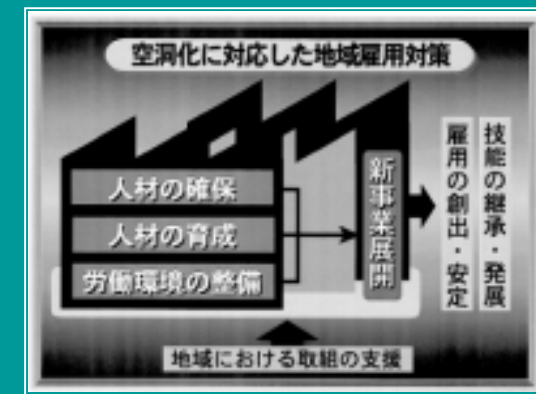 空洞化に対応した地域雇用対策
人材の確保
人材の育成
労働環境の整備
新事業展開
技能の継承・発展
雇用の創出・安定
地域における取組の支援